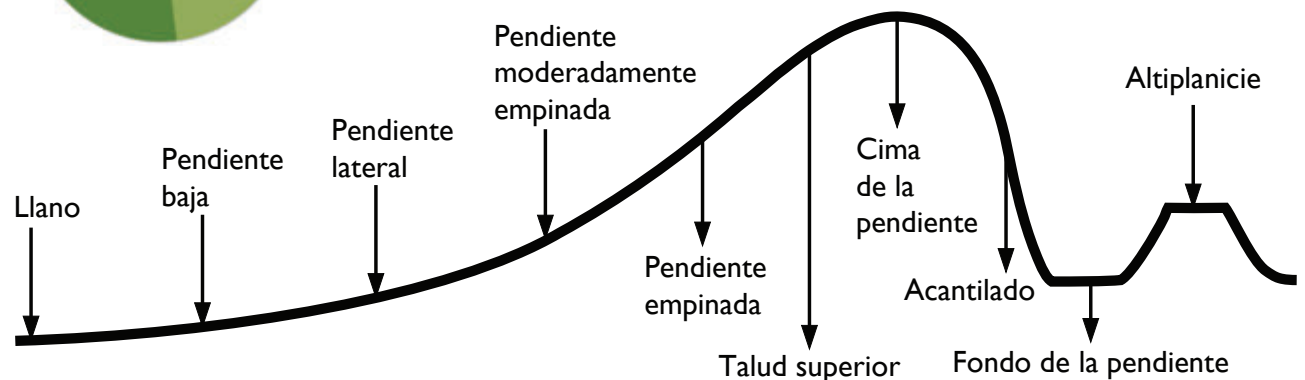 Llano
Pendiente
baja
Pendiente
lateral
Pendiente
moderadamente
empinada
Pendiente
empinada
Talud superior
Cima
de la
pendiente
Acantilado
Fondo de la pendiente
Altiplanicie